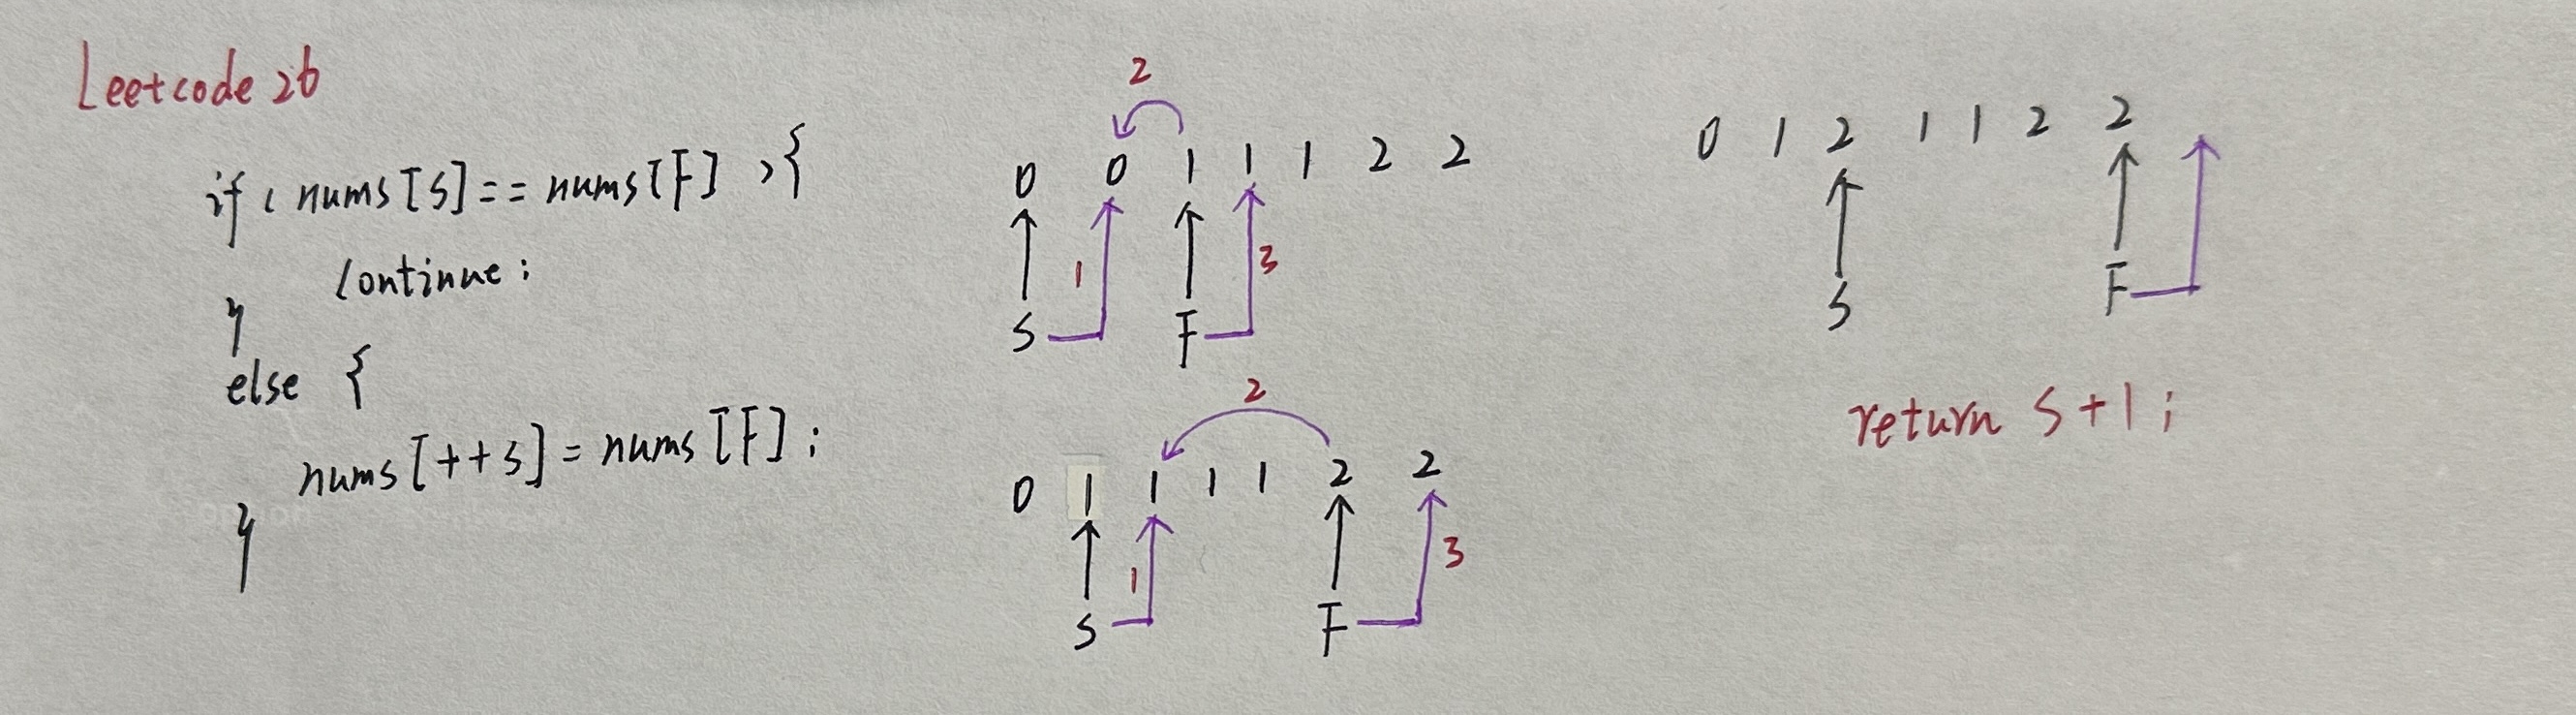 Leetcode 26
if ( nums[S] == nums[F] ) {
continue;
}
else {
nums[++S] = nums[F];
}
2
0 0 1 1 1 2 2
1 3
S F
2
0 1 1 1 1 2 2
1 3
S F
0 1 2 1 1 2 2
S F
return S+1;